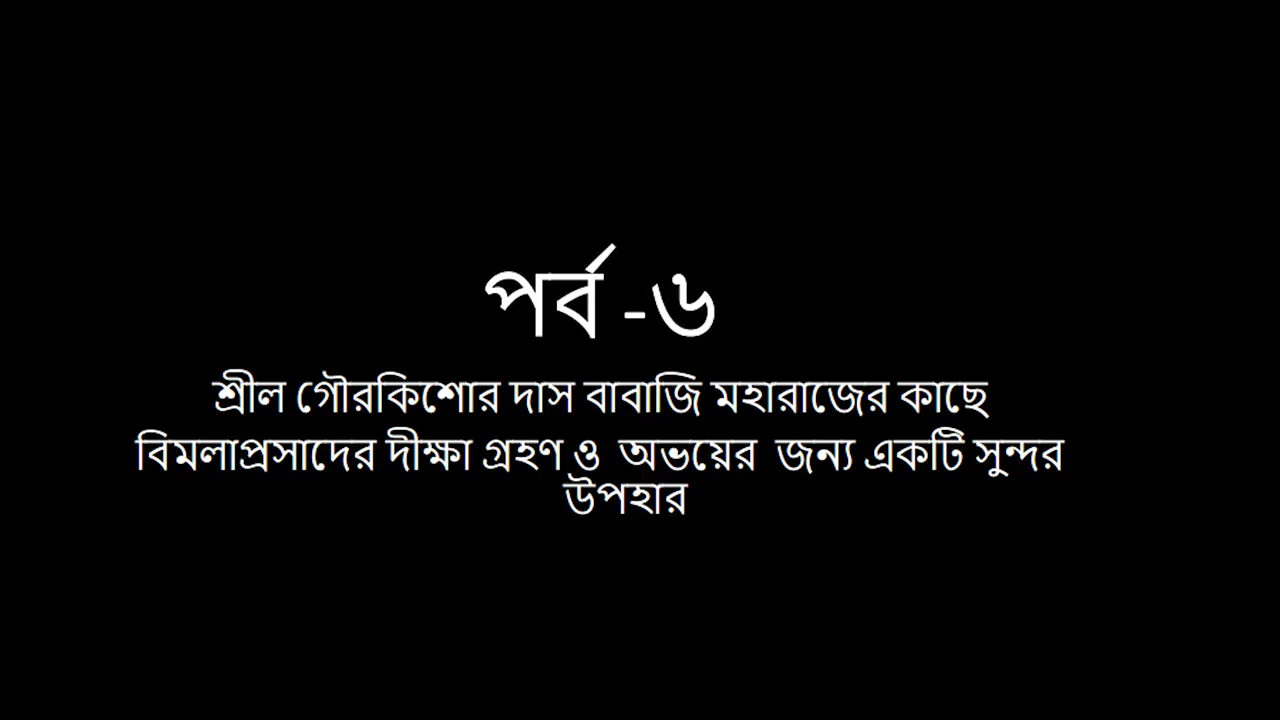 পর্ব -৬
শ্রীল গৌরকিশোর দাস বাবাজি মহারাজের কাছে
বিমলাপ্রসাদের দীক্ষা গ্রহণ ও অভয়ের জন্য একটি সুন্দর
উপহার